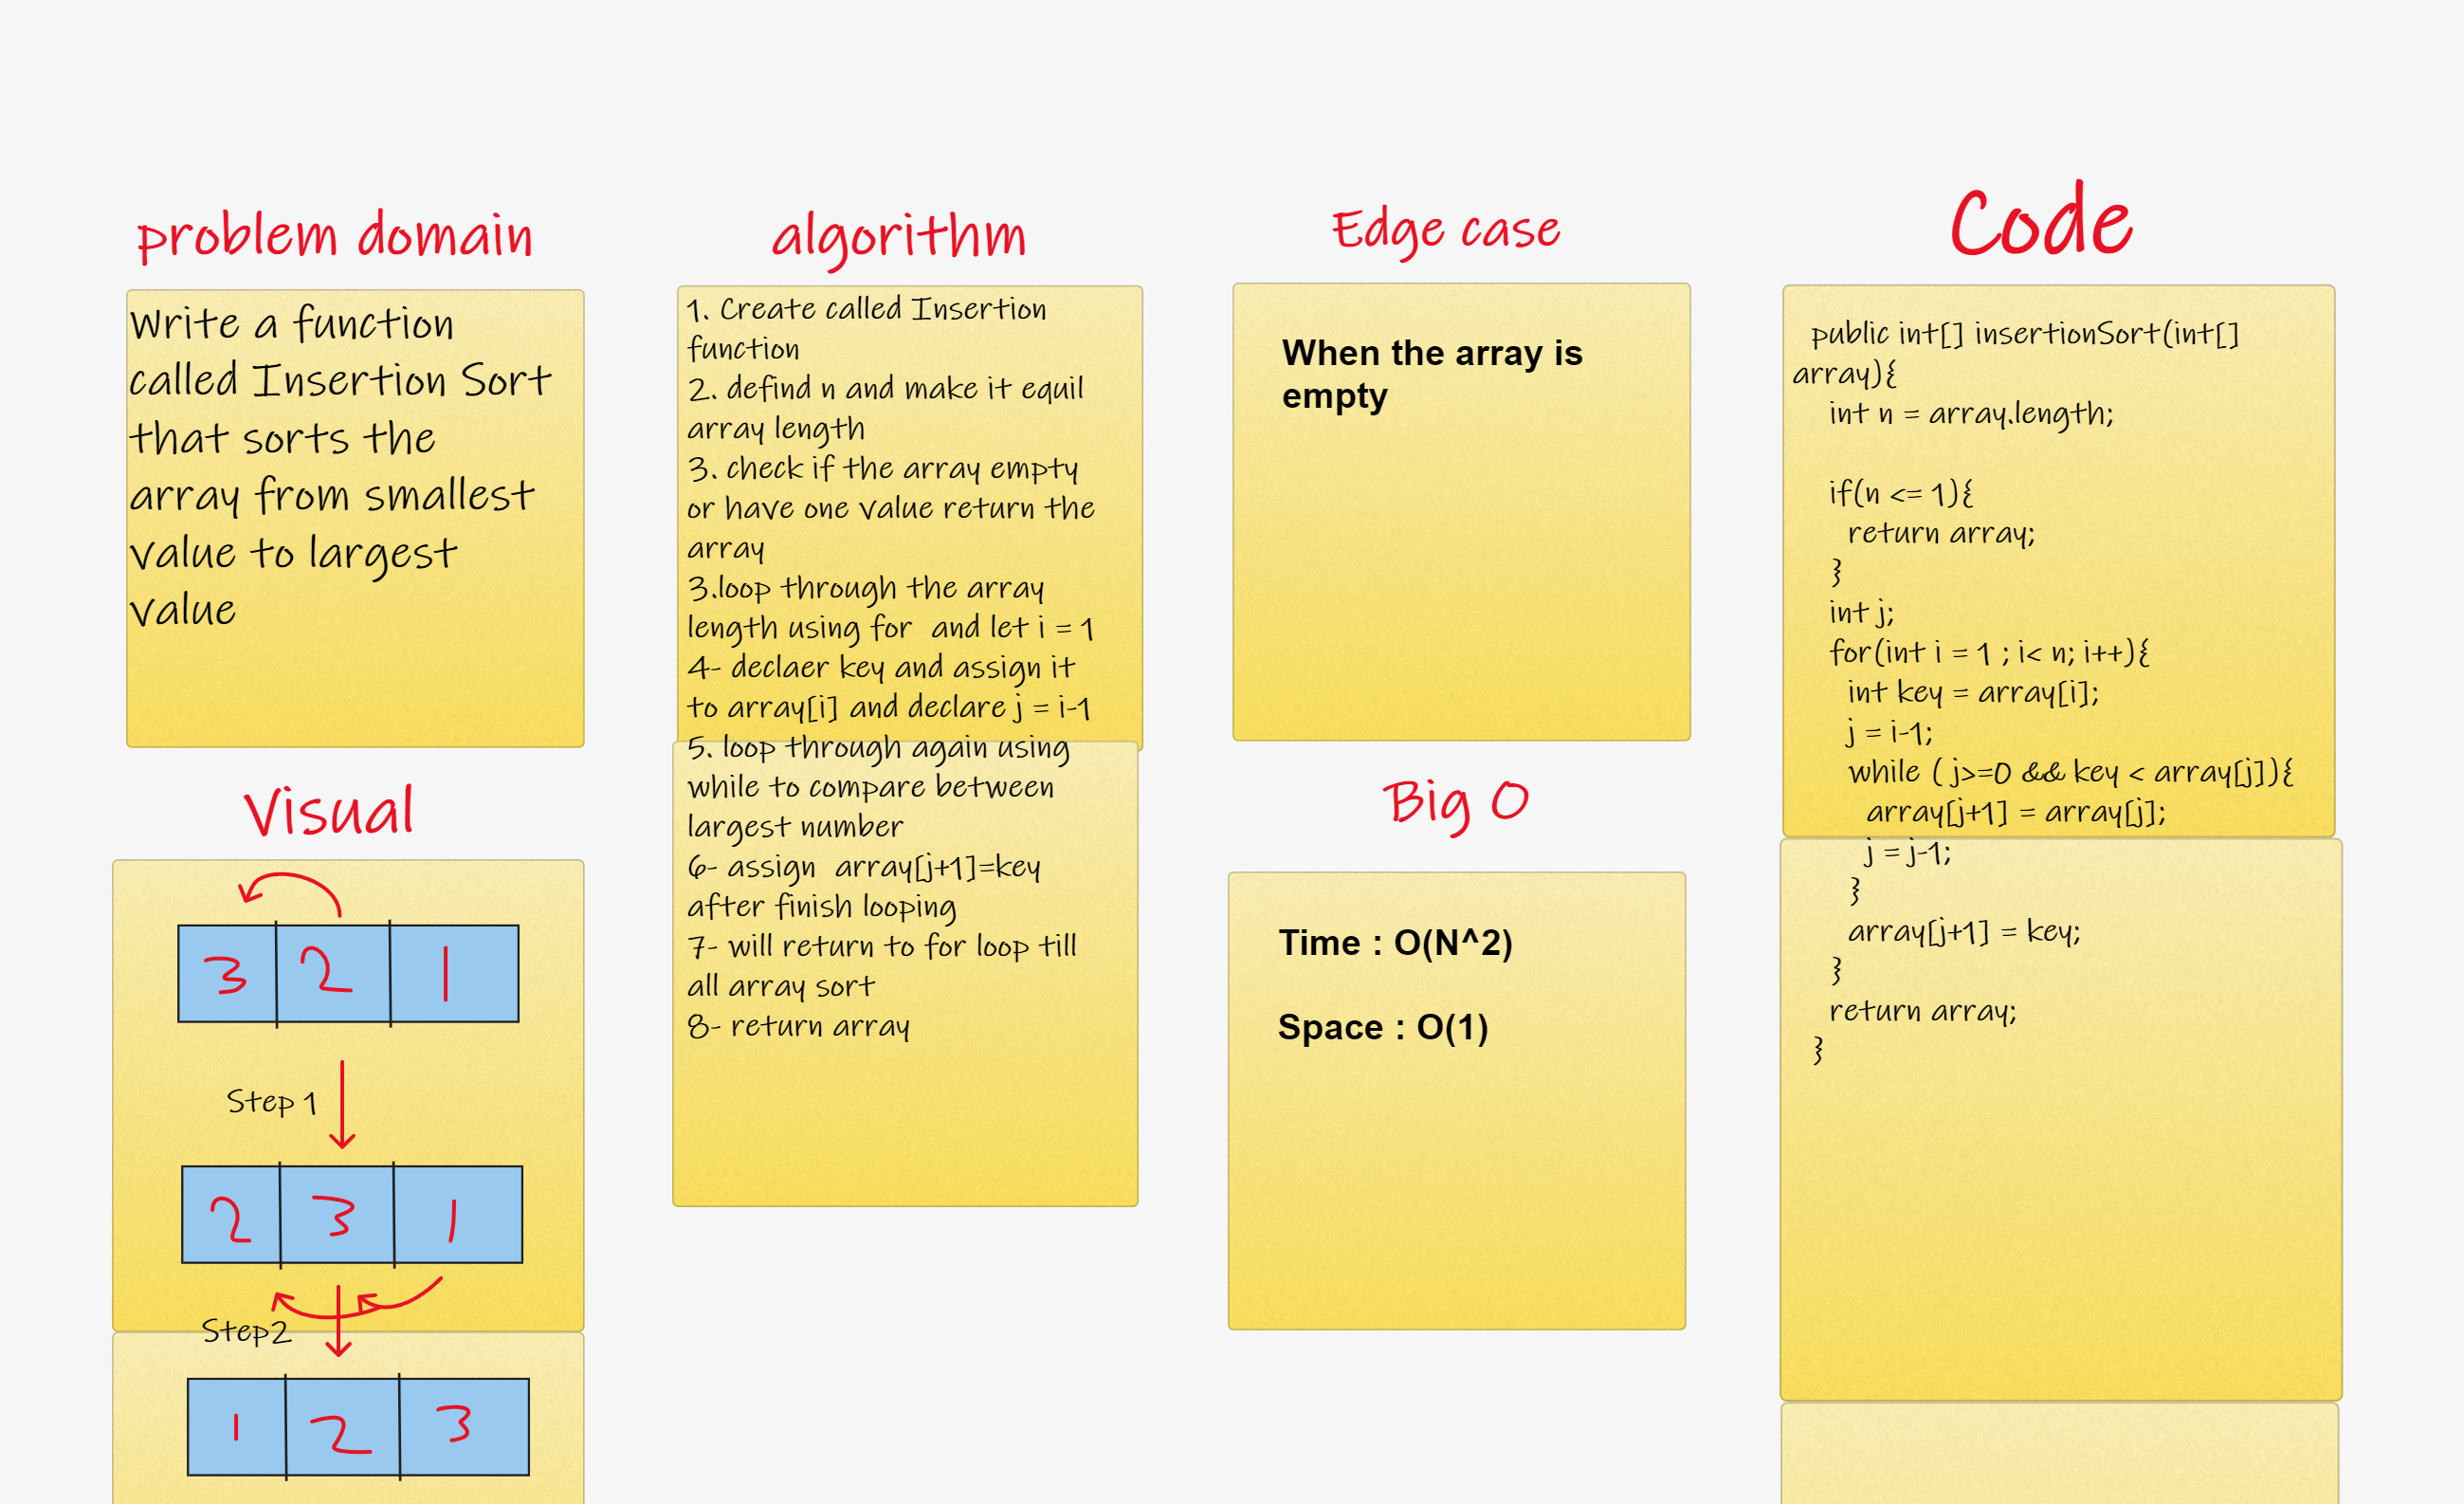 problem domain
Write a function
called Insertion Sort
that sorts the
array from smallest
value to largest
value
Visual
3 2 1
Step 1
2 3 1
Step2
1 2 3
algorithm
1. Create called Insertion
function
2. defind n and make it equil
array length
3. check if the array empty
or have one value return the
array
3.loop through the array
length using for  and let i = 1
4- declaer key and assign it
to array[i] and declare j = i-1
5. loop through again using
while to compare between
largest number
6- assign  array[j+1]=key
after finish looping
7- will return to for loop till
all array sort
8- return array
Edge case
When the array is
empty
Big O
Time : O(N^2)
Space : O(1)
Code
public int[] insertionSort(int[]
array){
int n = array.length;
if(n <= 1){
return array;
}
int j;
for(int i = 1 ; i< n; i++){
int key = array[i];
j = i-1;
while ( j>=0 && key < array[j]){
array[j+1] = array[j];
j = j-1;
}
array[j+1] = key;
}
return array;
}